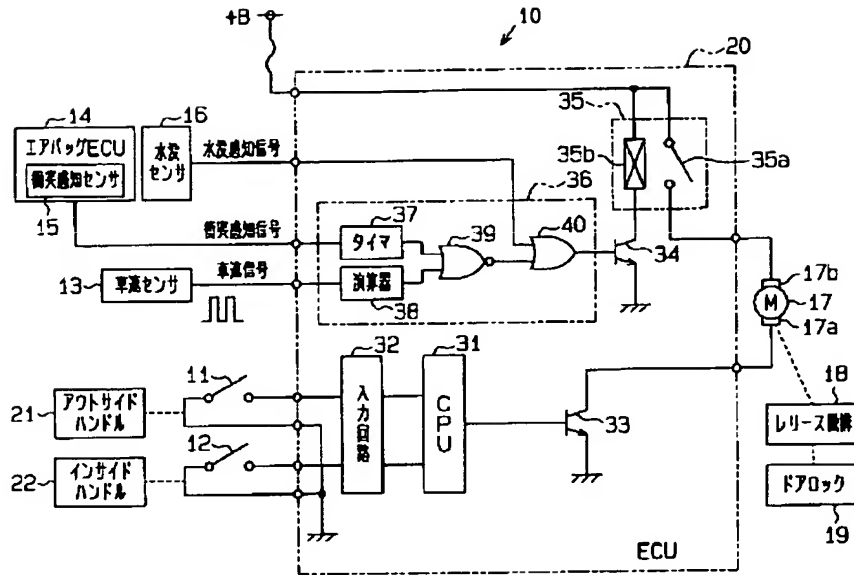 +B
10
20
14
16
エアバッグECU
衝突感知センサ
15
水没
センサ
水没感知信号
35
35b
35a
36
衝突感知信号
37
タイマ
39
40
34
13
車速センサ
車速信号
演算器
38
17b
M
17
17a
32
31
11
21
アウトサイド
ハンドル
入力回路
CPU
33
18
レリース機構
12
22
インサイド
ハンドル
ドアロック
19
ECU